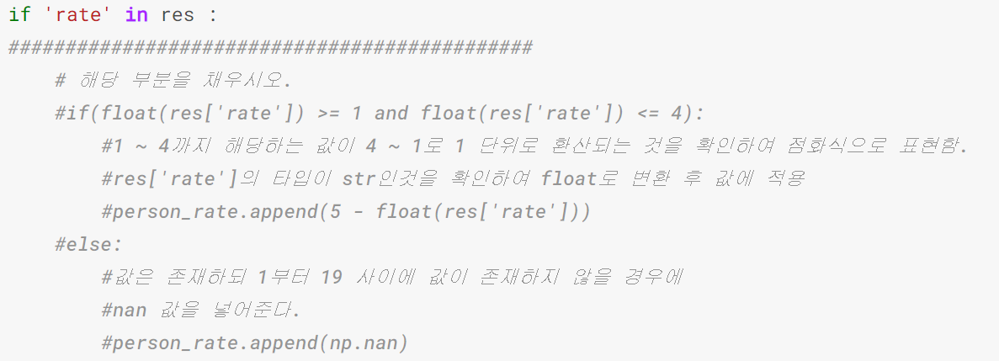 if 'rate' in res :
##############################################
# 해당 부분을 채우시오.
#if(float(res['rate']) >= 1 and float(res['rate']) <= 4):
#1 ~ 4까지 해당하는 값이 4 ~ 1로 1 단위로 환산되는 것을 확인하여 점화식으로 표현함.
#res['rate']의 타입이 str인것을 확인하여 float로 변환 후 값에 적용
#person_rate.append(5 - float(res['rate']))
#else:
#값은 존재하되 1부터 19 사이에 값이 존재하지 않을 경우에
#nan 값을 넣어준다.
#person_rate.append(np.nan)